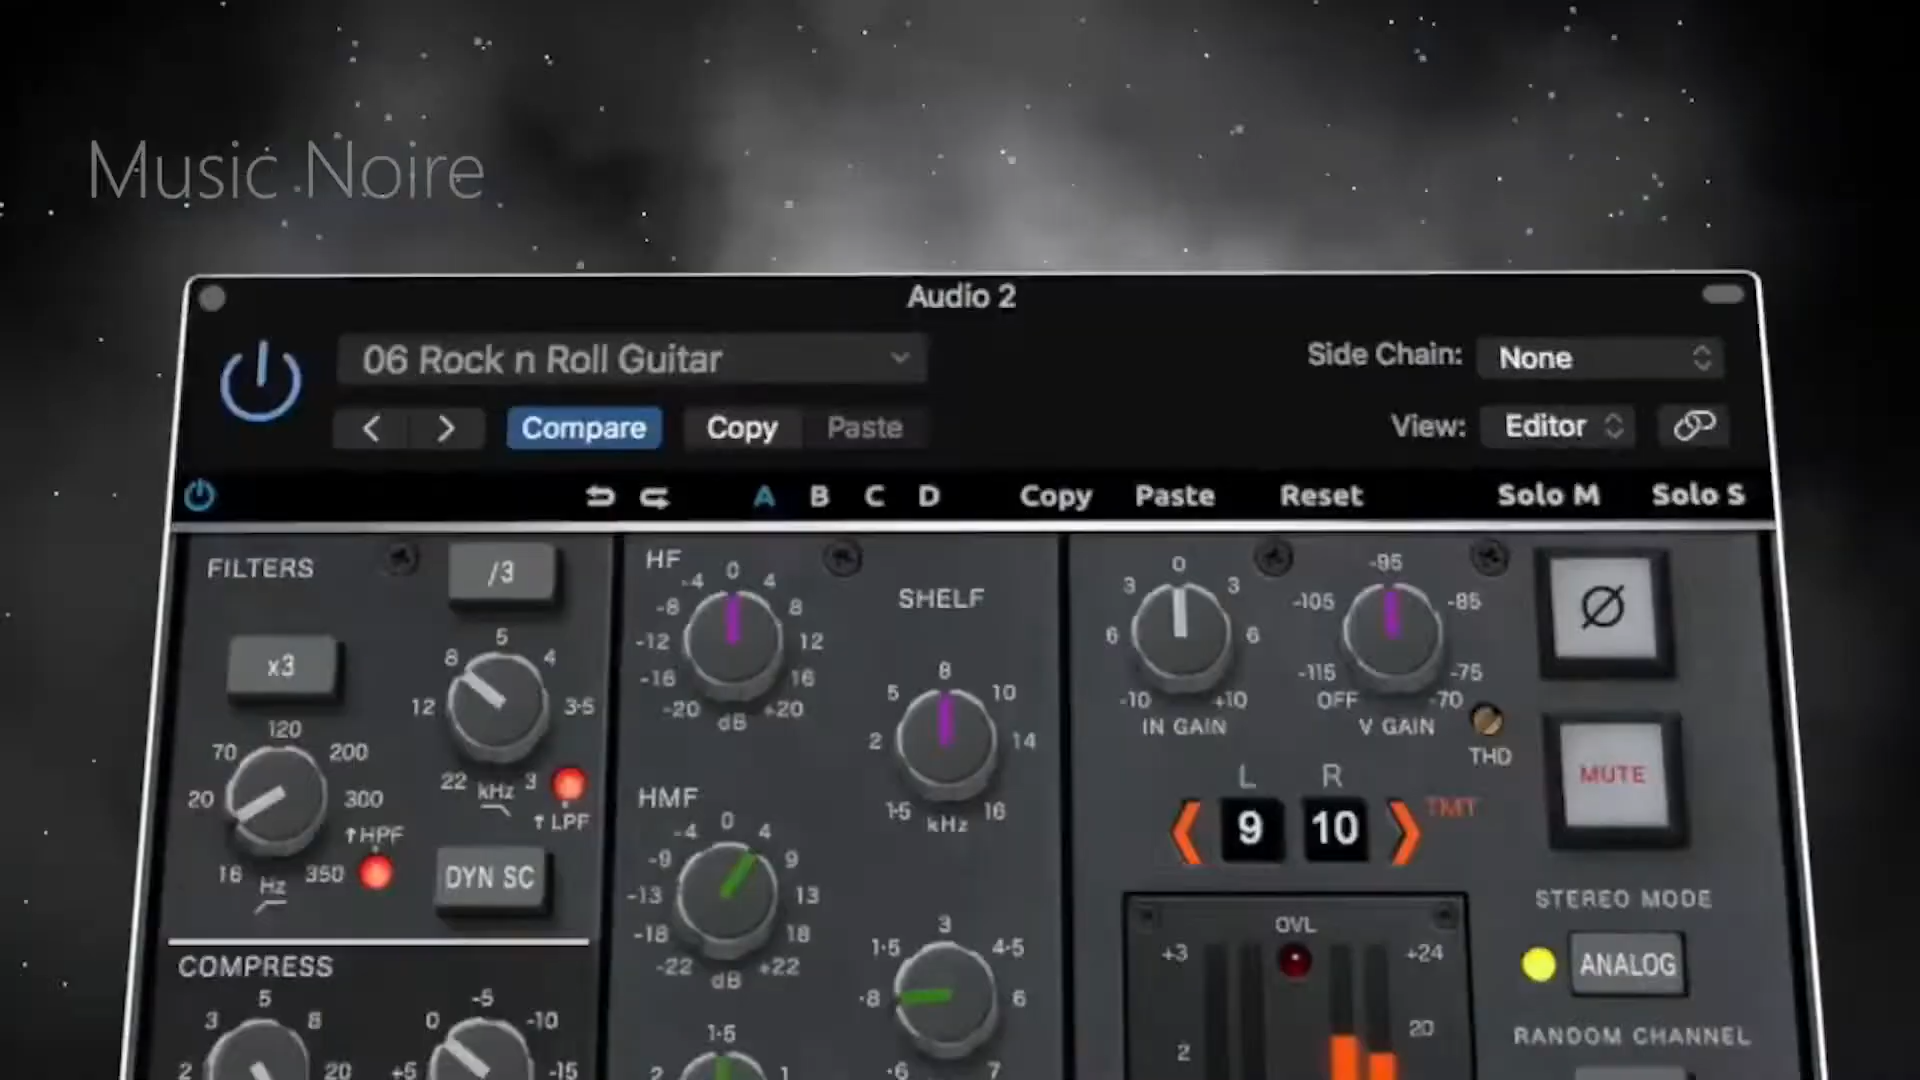 Music Noire
Audio 2
06 Rock n Roll Guitar
Side Chain: None
Compare Copy Paste
View: Editor
A B C D Copy Paste Reset Solo M Solo S
FILTERS
/3
x3
5
8 4
12 3·5
22 kHz 3
↑LPF
120
70 200
20 300
↑HPF
16 Hz 350
DYN SC
COMPRESS
5
3 8
2 20
-5
0 -10
+5 -15
HF
0
-4 4
-8 8
-12 12
-16 16
-20 dB +20
SHELF
8
5 10
2 14
1·5 kHz 16
HMF
0
-4 4
-9 9
-13 13
-18 18
-22 dB +22
3
1·5 4·5
·8 6
·6 7
1·5
2 1
0
3 3
6 6
-10 +10
IN GAIN
-95
-105 -85
-115 -75
OFF -70
V GAIN
THD
Ø
MUTE
L R
9 10
TMT
OVL
+3 +24
20
2
STEREO MODE
ANALOG
RANDOM CHANNEL